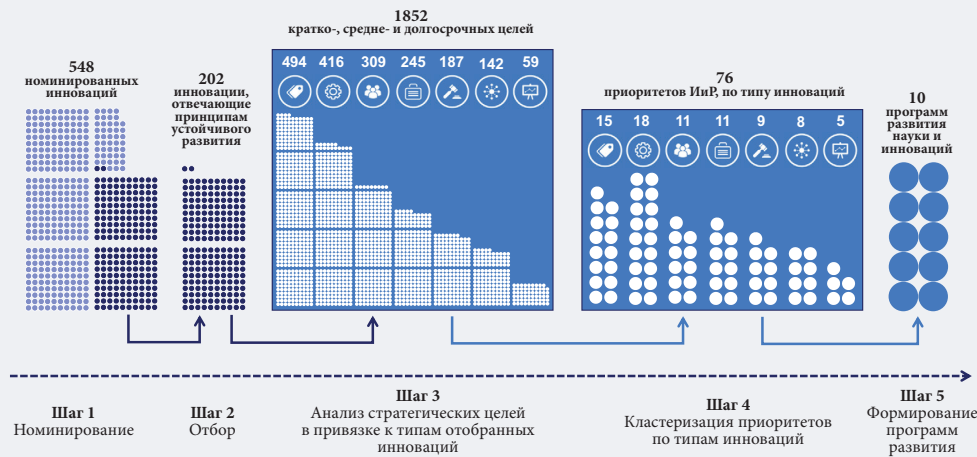 548
номинированных
инноваций
202
инновации,
отвечающие
принципам
устойчивого
развития
1852
кратко-, средне- и долгосрочных целей
494 416 309 245 187 142 59
76
приоритетов ИиР, по типу инноваций
15 18 11 11 9 8 5
10
программ
развития
науки и
инноваций
Шаг 1
Номинирование
Шаг 2
Отбор
Шаг 3
Анализ стратегических целей
в привязке к типам отобранных
инноваций
Шаг 4
Кластеризация приоритетов
по типам инноваций
Шаг 5
Формирование
программ
развития